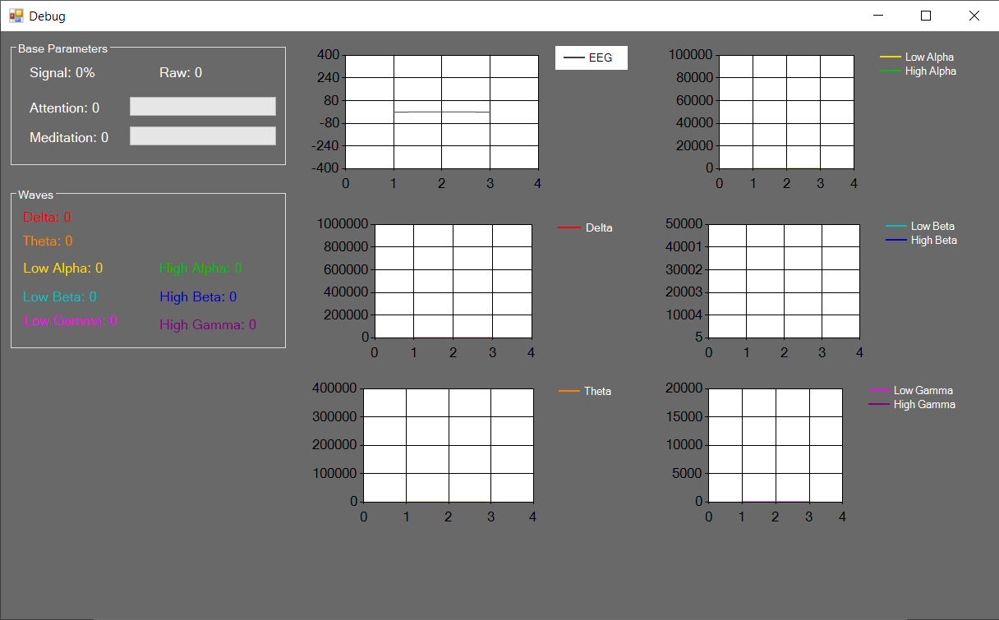 Debug
Base Parameters
Signal: 0%
Raw: 0
Attention: 0
Meditation: 0
Waves
Delta: 0
Theta: 0
Low Alpha: 0
High Alpha: 0
Low Beta: 0
High Beta: 0
Low Gamma: 0
High Gamma: 0
400
240
80
-80
-240
-400
0 1 2 3 4
EEG
100000
80000
60000
40000
20000
0
0 1 2 3 4
Low Alpha
High Alpha
1000000
800000
600000
400000
200000
0
0 1 2 3 4
Delta
50000
40001
30002
20003
10004
5
0 1 2 3 4
Low Beta
High Beta
400000
300000
200000
100000
0
0 1 2 3 4
Theta
20000
15000
10000
5000
0
0 1 2 3 4
Low Gamma
High Gamma